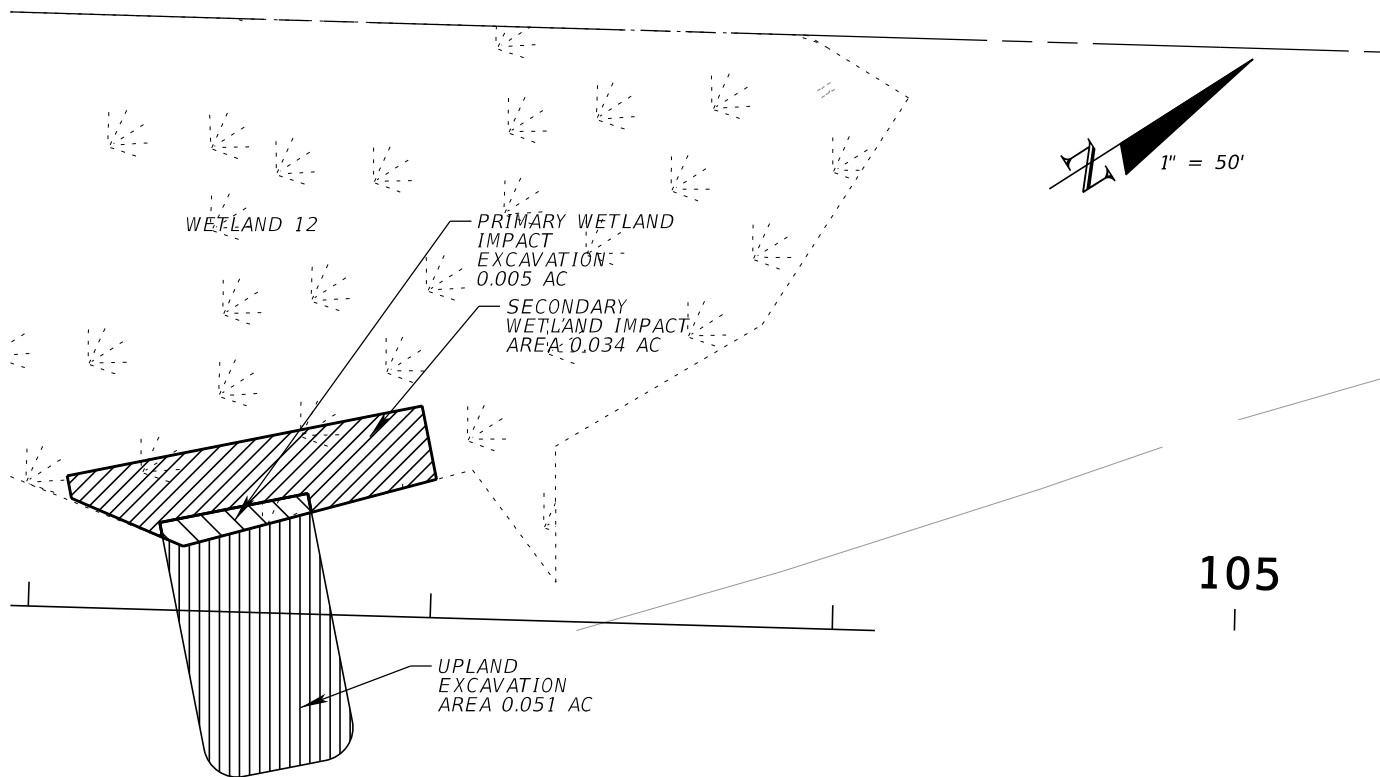 N
1" = 50'
WETLAND 12
PRIMARY WETLAND
IMPACT
EXCAVATION
0.005 AC
SECONDARY
WETLAND IMPACT
AREA 0.034 AC
105
UPLAND
EXCAVATION
AREA 0.051 AC